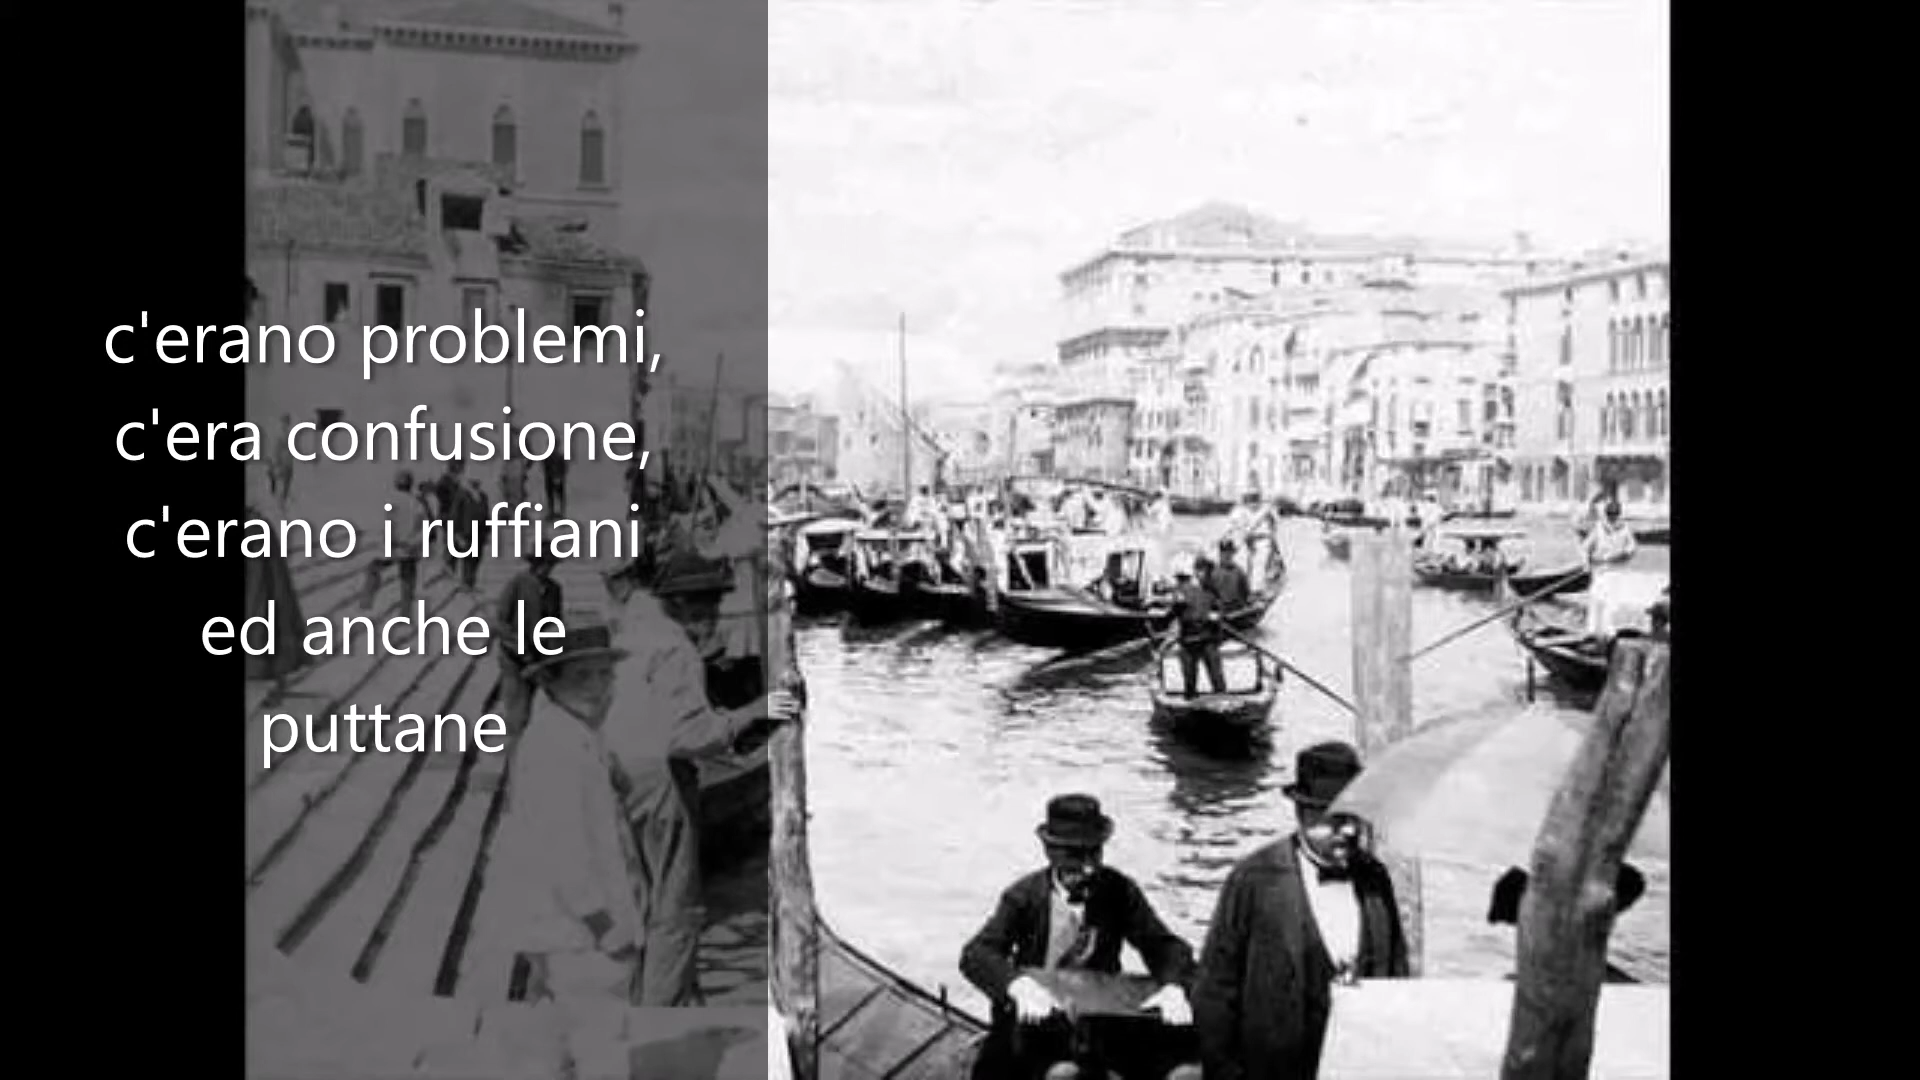 c'erano problemi,
c'era confusione,
c'erano i ruffiani
ed anche le
puttane